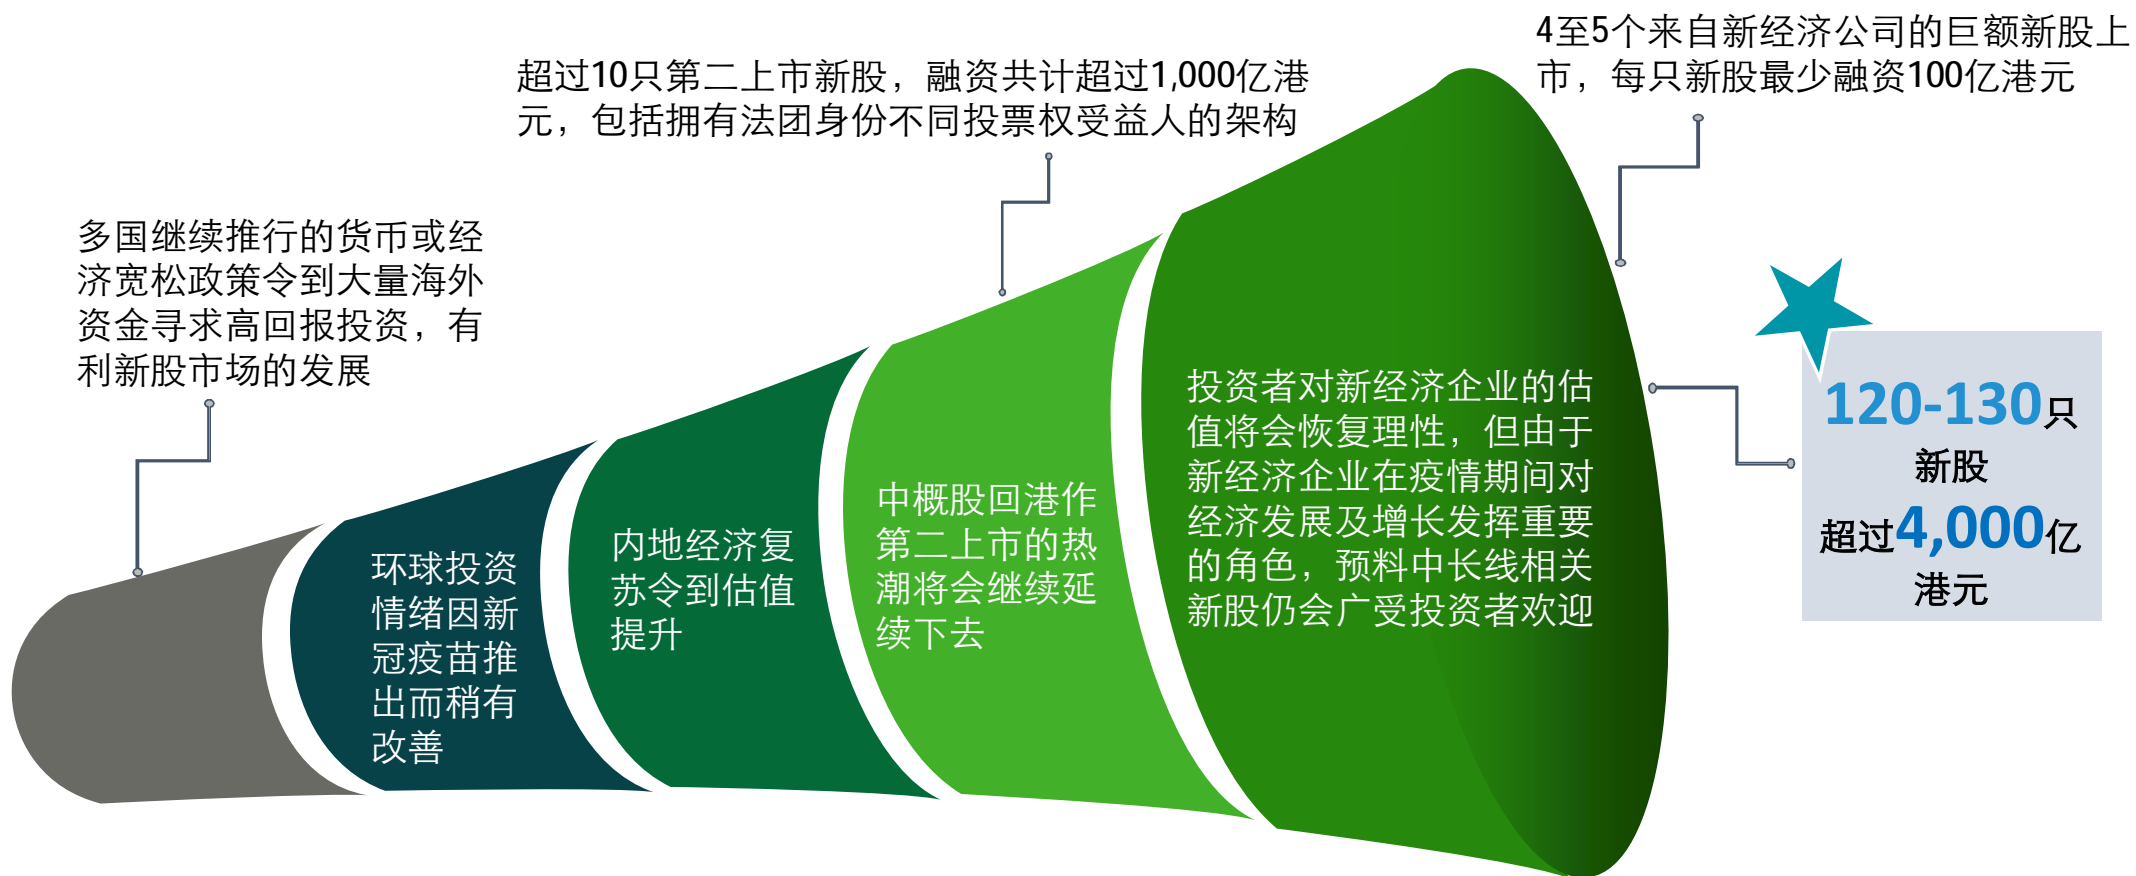 多国继续推行的货币或经
济宽松政策令到大量海外
资金寻求高回报投资，有
利新股市场的发展
环球投资
情绪因新
冠疫苗推
出而稍有
改善
内地经济复
苏令到估值
提升
超过10只第二上市新股，融资共计超过1,000亿港
元，包括拥有法团身份不同投票权受益人的架构
中概股回港作
第二上市的热
潮将会继续延
续下去
4至5个来自新经济公司的巨额新股上
市，每只新股最少融资100亿港元
投资者对新经济企业的估
值将会恢复理性，但由于
新经济企业在疫情期间对
经济发展及增长发挥重要
的角色，预料中长线相关
新股仍会广受投资者欢迎
120-130只
新股
超过4,000亿
港元